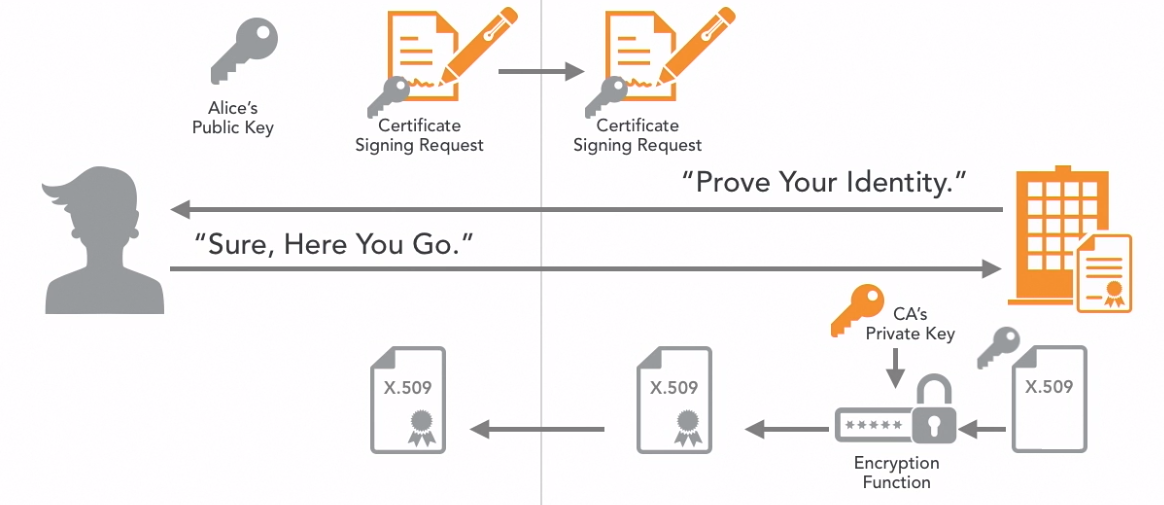 Alice's
Public Key
Certificate
Signing Request
Certificate
Signing Request
“Prove Your Identity.”
“Sure, Here You Go.”
CA's
Private Key
X.509
X.509
*****
X.509
Encryption
Function